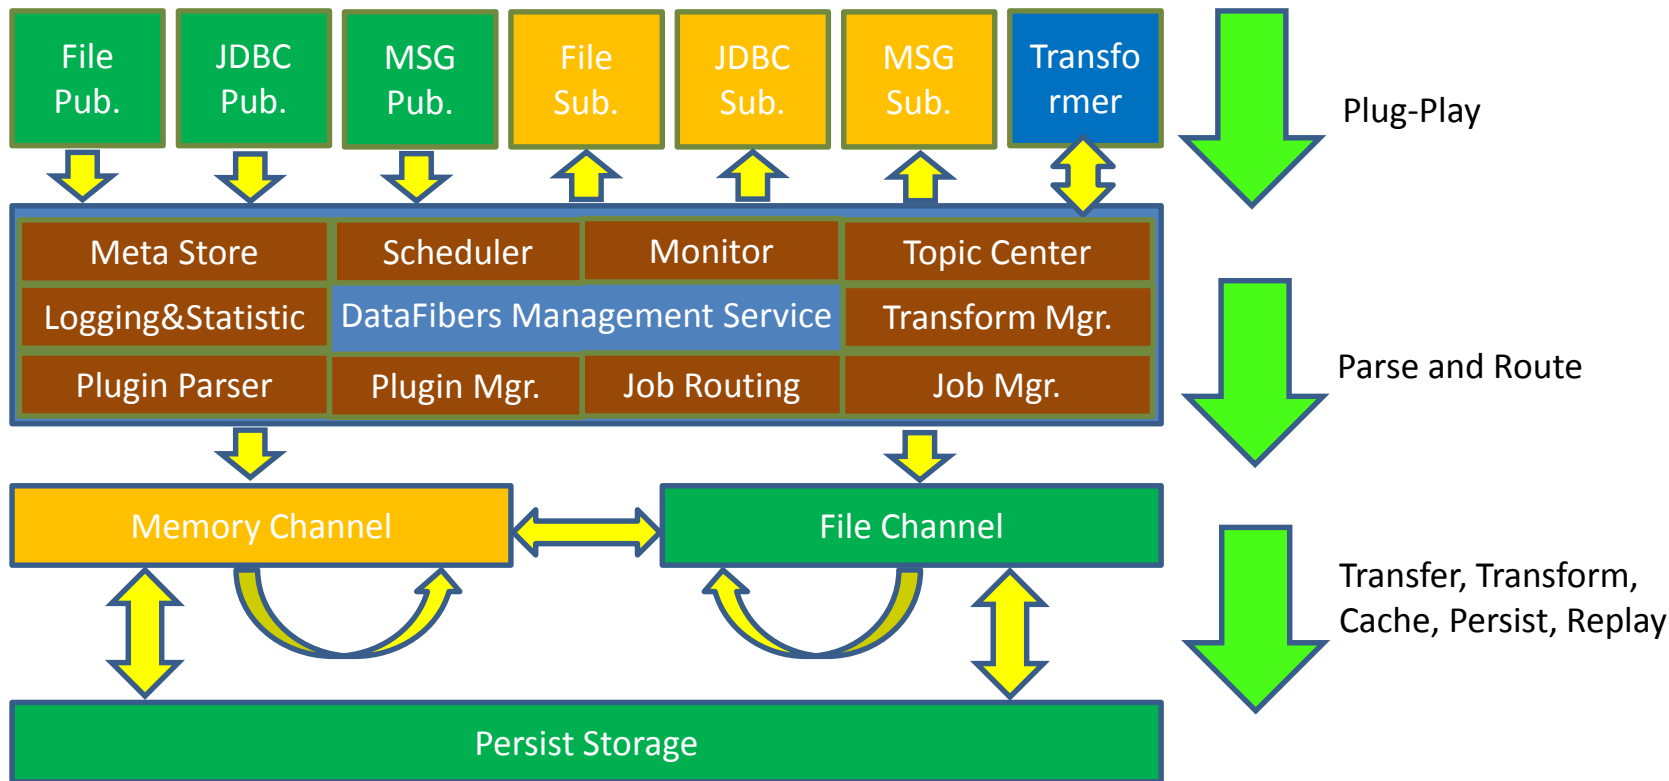 File
Pub.
JDBC
Pub.
MSG
Pub.
File
Sub.
JDBC
Sub.
MSG
Sub.
Transfo
rmer
Plug-Play
Meta Store
Scheduler
Monitor
Topic Center
Logging&Statistic
DataFibers Management Service
Transform Mgr.
Plugin Parser
Plugin Mgr.
Job Routing
Job Mgr.
Parse and Route
Memory Channel
File Channel
Transfer, Transform,
Cache, Persist, Replay
Persist Storage